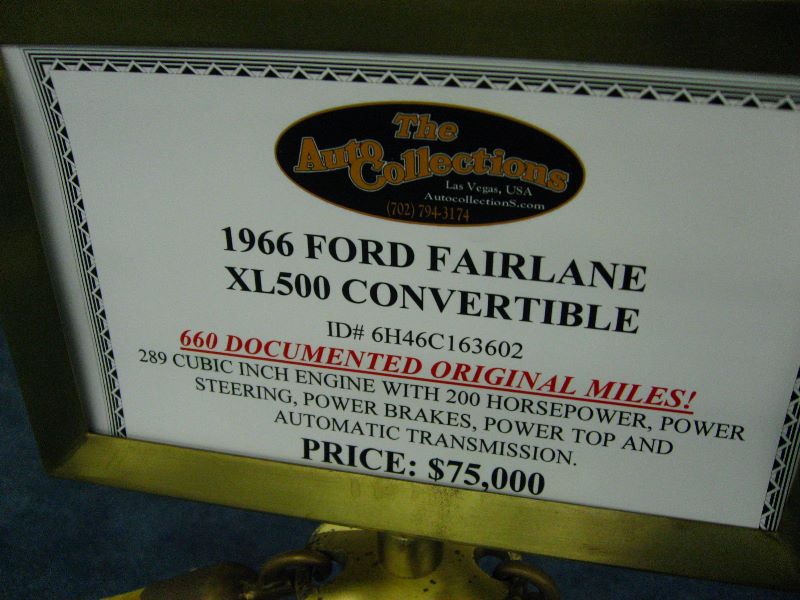 The
Auto Collections
Las Vegas, USA
AutocollectionS.com
(702) 794-3174
1966 FORD FAIRLANE
XL500 CONVERTIBLE
ID# 6H46C163602
660 DOCUMENTED ORIGINAL MILES!
289 CUBIC INCH ENGINE WITH 200 HORSEPOWER, POWER
STEERING, POWER BRAKES, POWER TOP AND
AUTOMATIC TRANSMISSION.
PRICE: $75,000